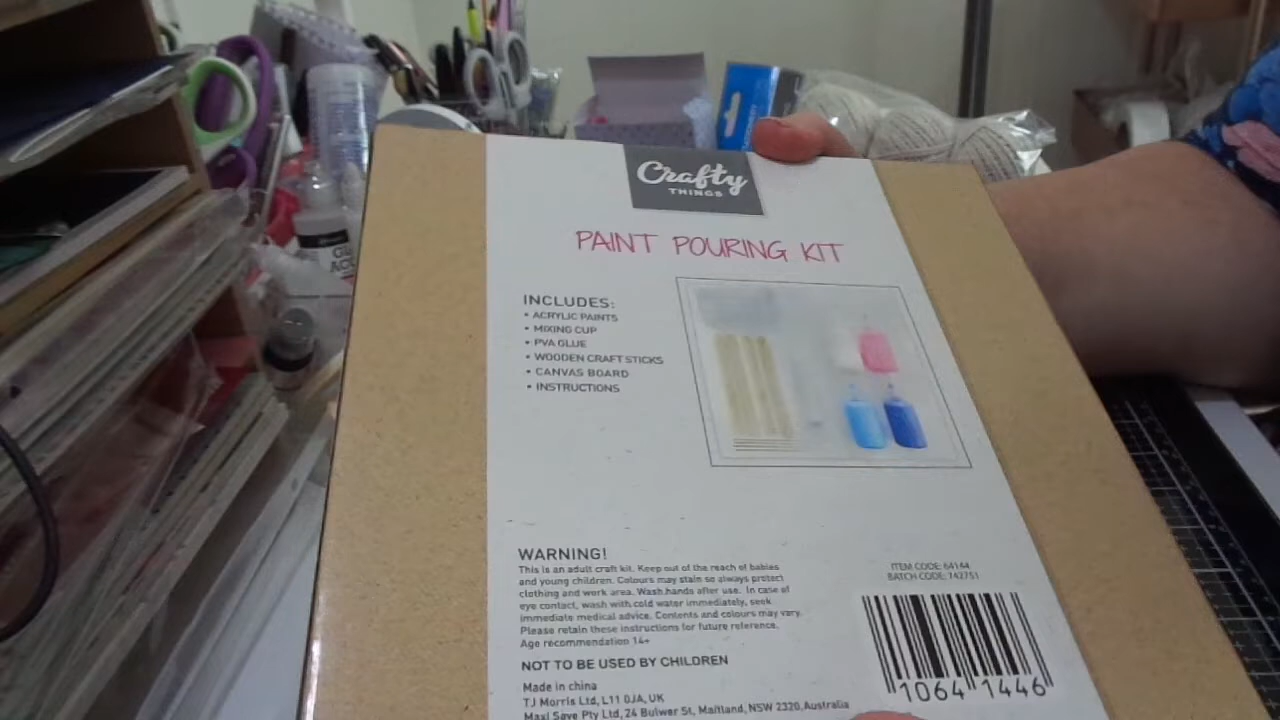 Crafty
THINGS
PAINT POURING KIT
INCLUDES:
• ACRYLIC PAINTS
• MIXING CUP
• PVA GLUE
• WOODEN CRAFT STICKS
• CANVAS BOARD
• INSTRUCTIONS
WARNING!
This is an adult craft kit. Keep out of the reach of babies
and young children. Colours may stain so always protect
clothing and work area. Wash hands after use. In case of
eye contact, wash with cold water immediately, seek
immediate medical advice. Contents and colours may vary.
Please retain these instructions for future reference.
Age recommendation 14+
NOT TO BE USED BY CHILDREN
Made in china
TJ Morris Ltd, L11 0JA, UK
Maxi Save Pty Ltd, 24 Bulwer St, Maitland, NSW 2320, Australia
ITEM CODE: 64144
BATCH CODE: 142751
1064 1446